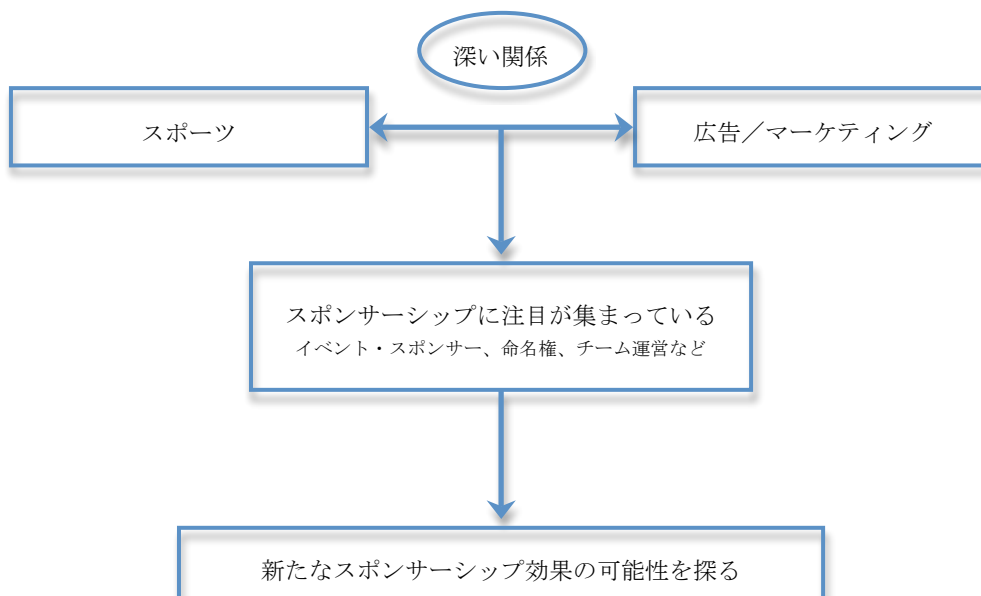 深い関係
スポーツ
広告／マーケティング
スポンサーシップに注目が集まっている
イベント・スポンサー、命名権、チーム運営など
新たなスポンサーシップ効果の可能性を探る